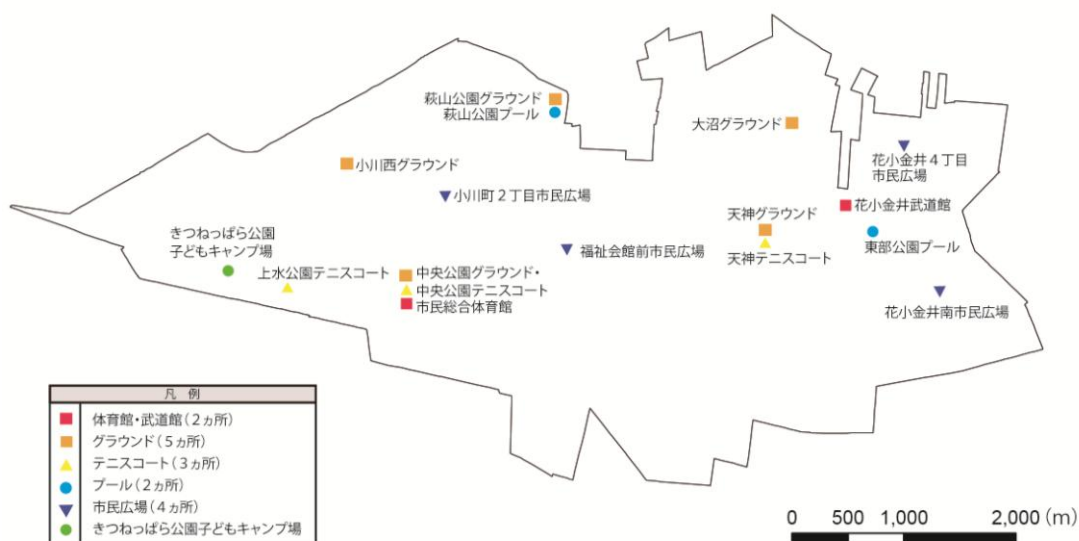 萩山公園グラウンド
萩山公園プール
大沼グラウンド
花小金井4丁目
市民広場
小川西グラウンド
小川町2丁目市民広場
花小金井武道館
天神グラウンド
きつねっぱら公園
子どもキャンプ場
東部公園プール
福祉会館前市民広場
天神テニスコート
上水公園テニスコート
中央公園グラウンド・
中央公園テニスコート
市民総合体育館
花小金井南市民広場
凡 例
体育館・武道館(2ヵ所)
グラウンド(5ヵ所)
テニスコート(3ヵ所)
プール(2ヵ所)
市民広場(4ヵ所)
きつねっぱら公園子どもキャンプ場
0 500 1,000 2,000 (m)